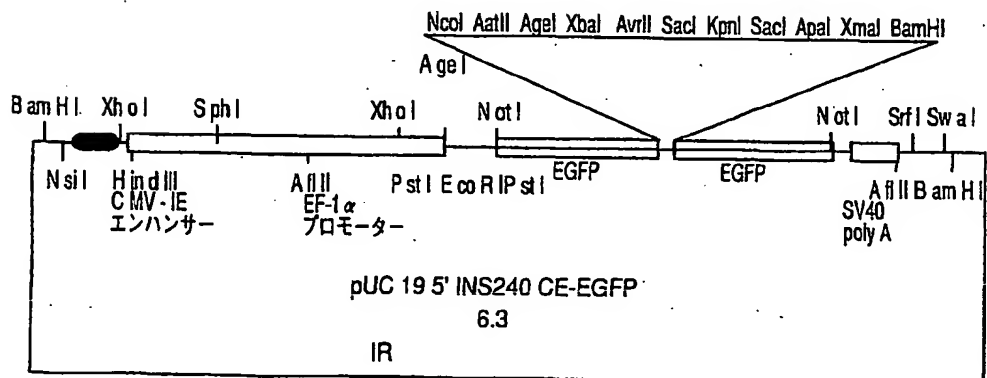 NcoI AatII AgeI XbaI AvrII SacI KpnI SacI ApaI XmaI BamHI
AgeI
BamHI XhoI SphI XhoI NotI NotI SrfI SwaI
NsiI HindIII AflII PstI EcoRI PstI EGFP EGFP AflII BamHI
CMV-IE EF-1α SV40
エンハンサー プロモーター poly A
pUC 19 5' INS240 CE-EGFP
6.3
IR